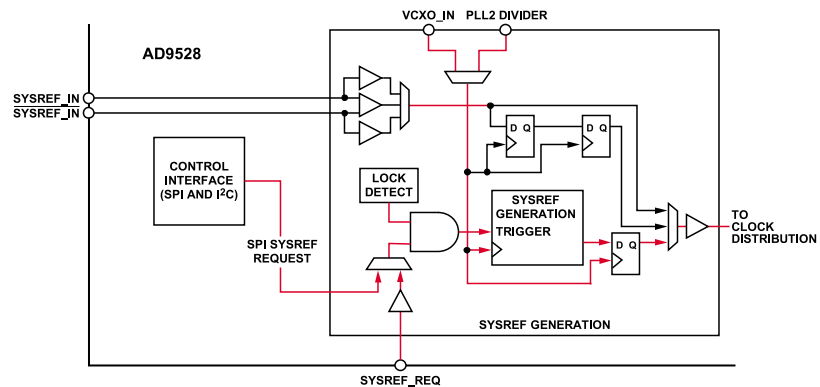 VCXO_IN
PLL2 DIVIDER
AD9528
SYSREF_IN
SYSREF_IN
D Q
D Q
CONTROL
INTERFACE
(SPI AND I²C)
LOCK
DETECT
SYSREF
GENERATION
TRIGGER
TO
CLOCK
DISTRIBUTION
D Q
SPI SYSREF
REQUEST
SYSREF GENERATION
SYSREF_REQ